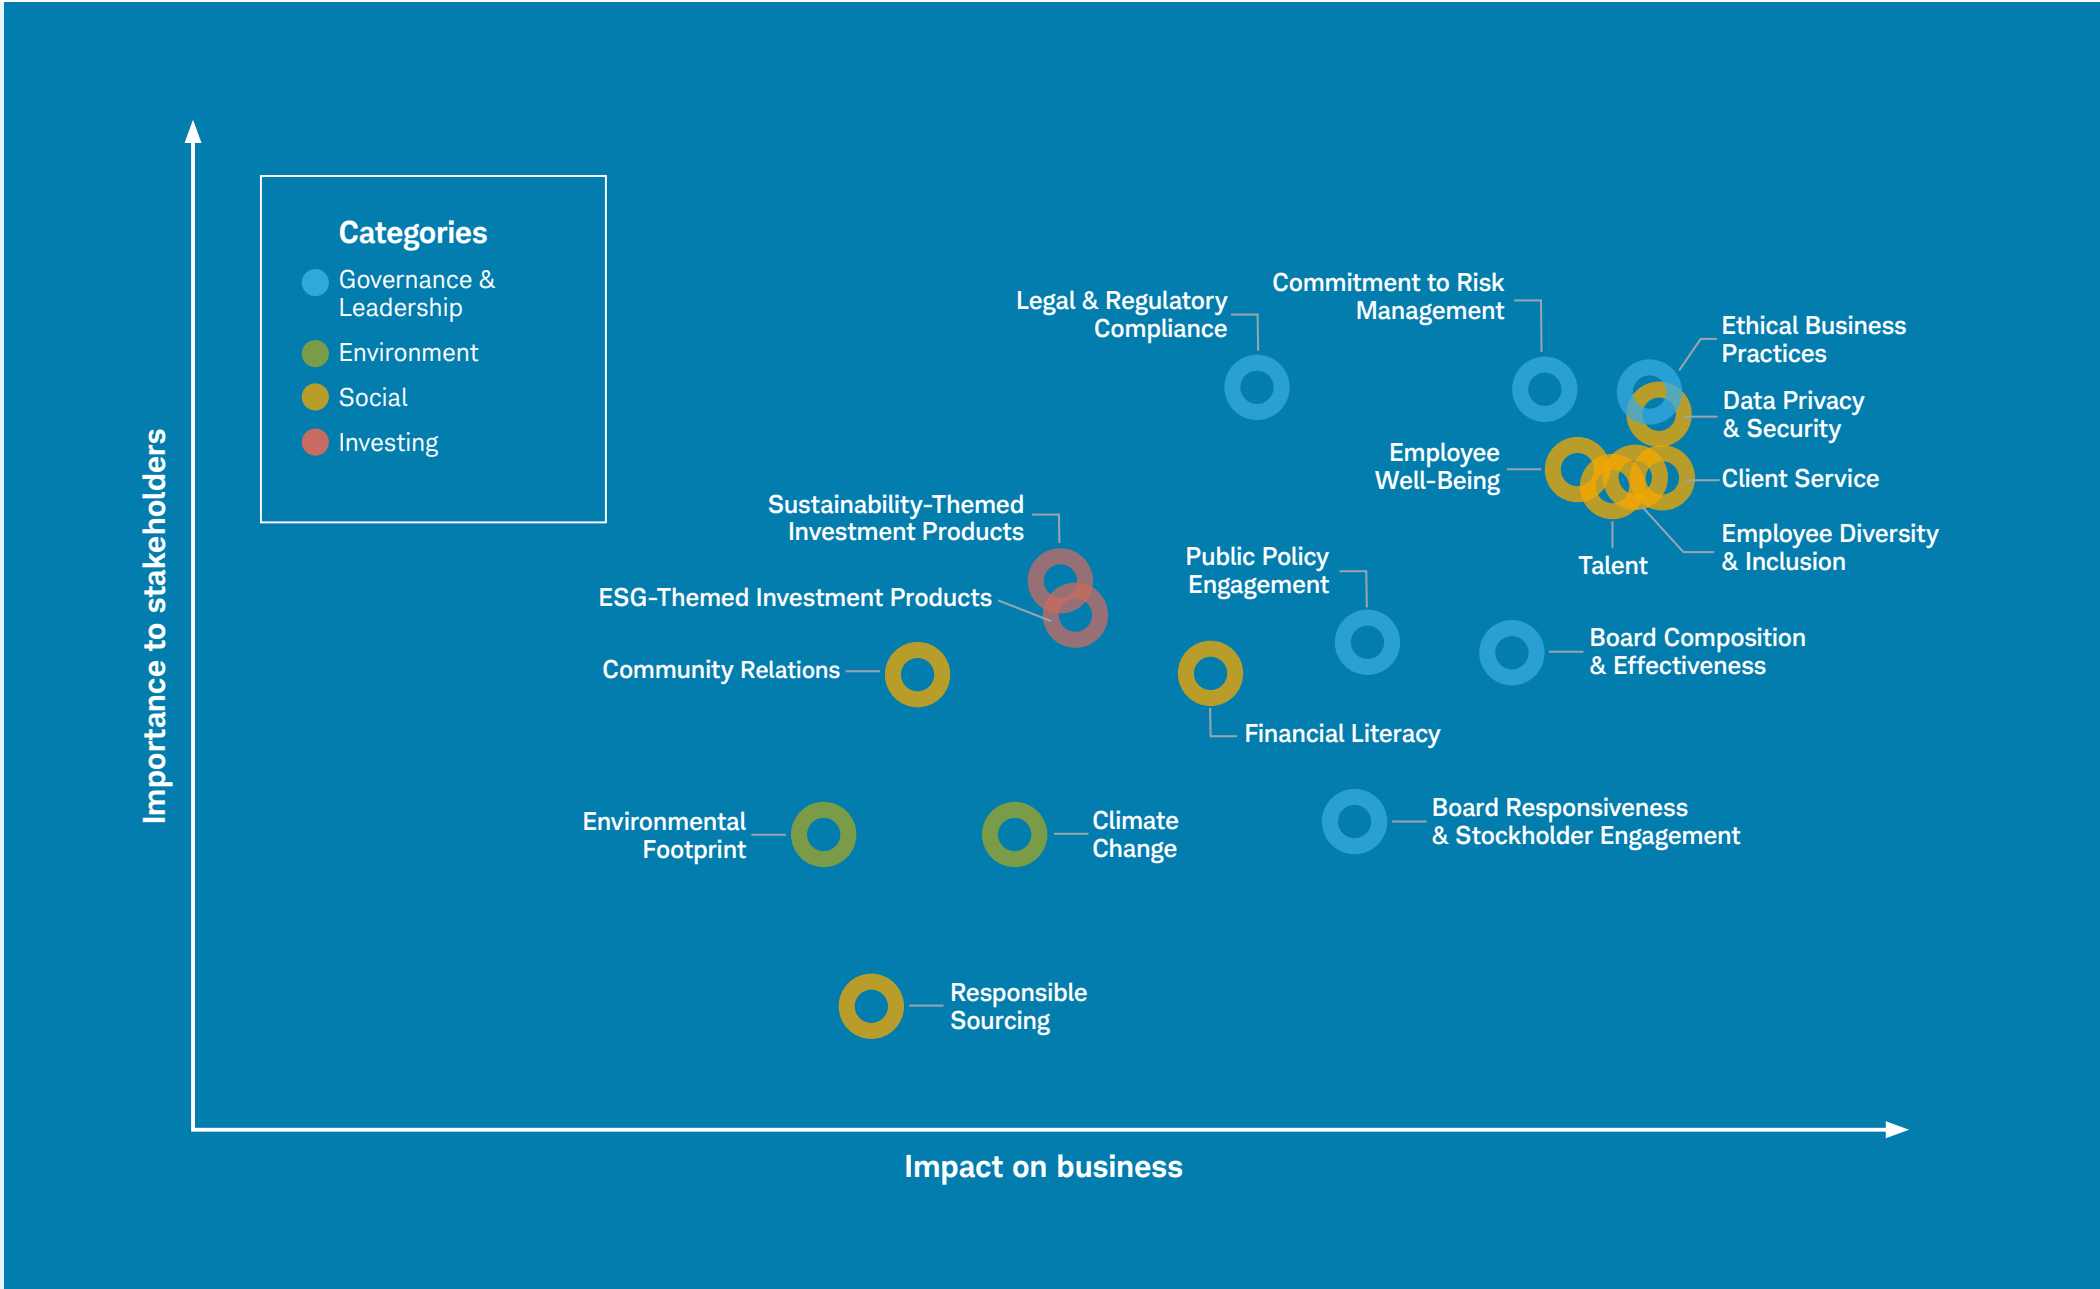 Categories
Governance &
Leadership
Environment
Social
Investing
Importance to stakeholders
Legal & Regulatory
Compliance
Commitment to Risk
Management
Ethical Business
Practices
Data Privacy
& Security
Employee
Well-Being
Client Service
Employee Diversity
& Inclusion
Talent
Sustainability-Themed
Investment Products
ESG-Themed Investment Products
Public Policy
Engagement
Community Relations
Board Composition
& Effectiveness
Financial Literacy
Environmental
Footprint
Climate
Change
Board Responsiveness
& Stockholder Engagement
Responsible
Sourcing
Impact on business